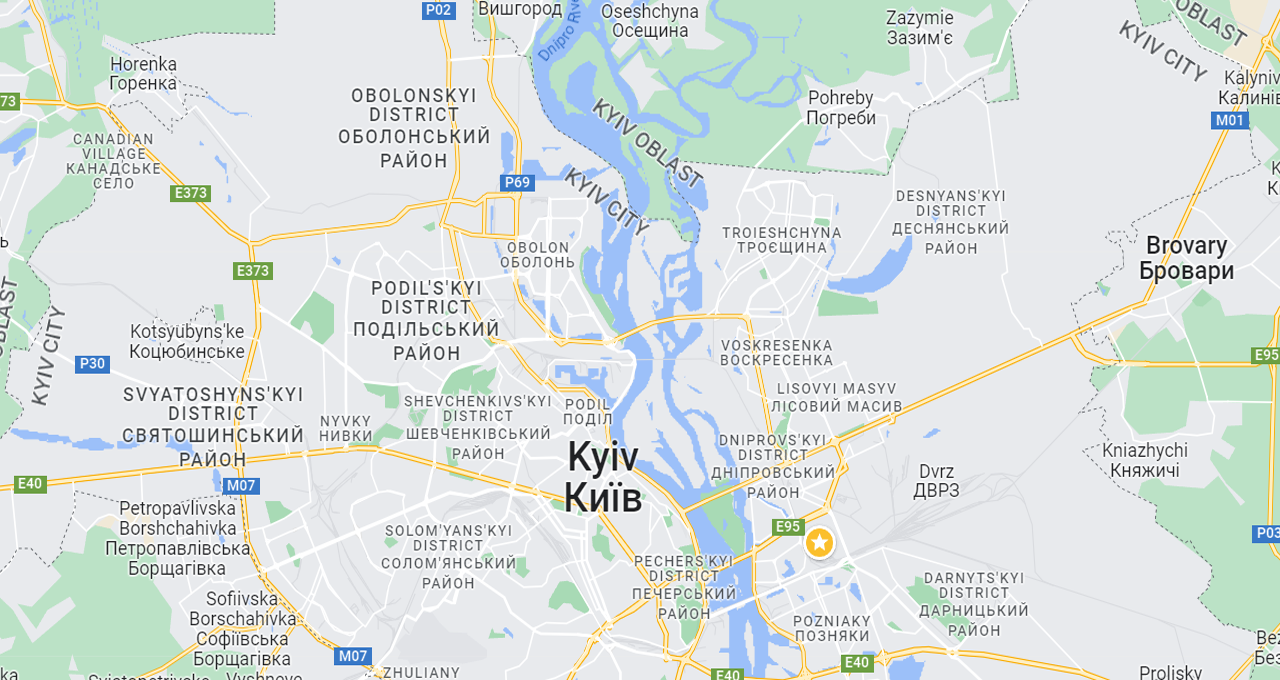 P02
Вишгород
Dnipro River
Oseshchyna
Осещина
Zazymie
Зазим'є
OBLAST
KYIV CITY
Horenka
Горенка
73
OBOLONSKYI
DISTRICT
ОБОЛОНСЬКИЙ
РАЙОН
Pohreby
Погреби
M01
CANADIAN
VILLAGE
КАНАДСЬКЕ
СЕЛО
KYIV OBLAST
KYIV CITY
E373
P69
DESNYANS'KYI
DISTRICT
ДЕСНЯНСЬКИЙ
РАЙОН
TROIESHCHYNA
ТРОЄЩИНА
OBOLON
ОБОЛОНЬ
Brovary
Бровари
E373
PODIL'S'KYI
DISTRICT
ПОДІЛЬСЬКИЙ
РАЙОН
Kotsyubyns'ke
Коцюбинське
KYIV CITY
P30
VOSKRESENKA
ВОСКРЕСЕНКА
E95
SVYATOSHYNS'KYI
DISTRICT
СВЯТОШИНСЬКИЙ
РАЙОН
NYVKY
НИВКИ
SHEVCHENKIVS'KYI
DISTRICT
ШЕВЧЕНКІВСЬКИЙ
РАЙОН
PODIL
ПОДІЛ
LISOVYI MASYV
ЛІСОВИЙ МАСИВ
DNIPROVS'KYI
DISTRICT
ДНІПРОВСЬКИЙ
РАЙОН
Kyiv
Київ
Kniazhychi
Княжичі
Dvrz
ДВРЗ
E40
M07
Petropavlivska
Borshchahivka
Петропавлівська
Борщагівка
SOLOM'YANS'KYI
DISTRICT
СОЛОМ'ЯНСЬКИЙ
РАЙОН
E95
P03
PECHERS'KYI
DISTRICT
ПЕЧЕРСЬКИЙ
РАЙОН
DARNYTS'KYI
DISTRICT
ДАРНИЦЬКИЙ
РАЙОН
Sofiivska
Borschahivka
Софіївська
Борщагівка
POZNIAKY
ПОЗНЯКИ
M07
ZHULIANY
E40
E40
Prolisky